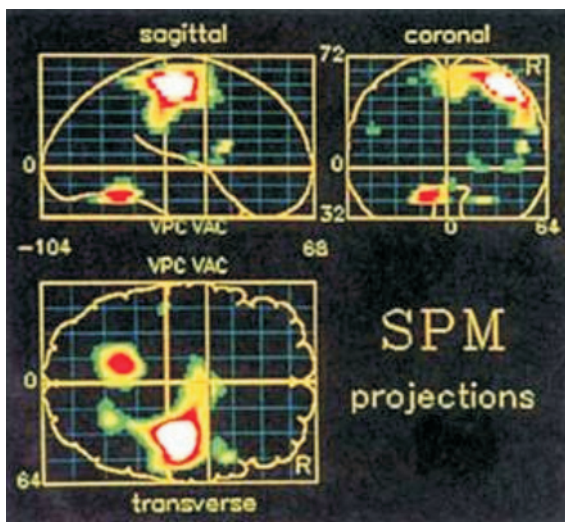 sagittal
coronal
72
R
0
0
32
VPC VAC
0
64
-104
68
VPC VAC
SPM
0
projections
64
R
transverse